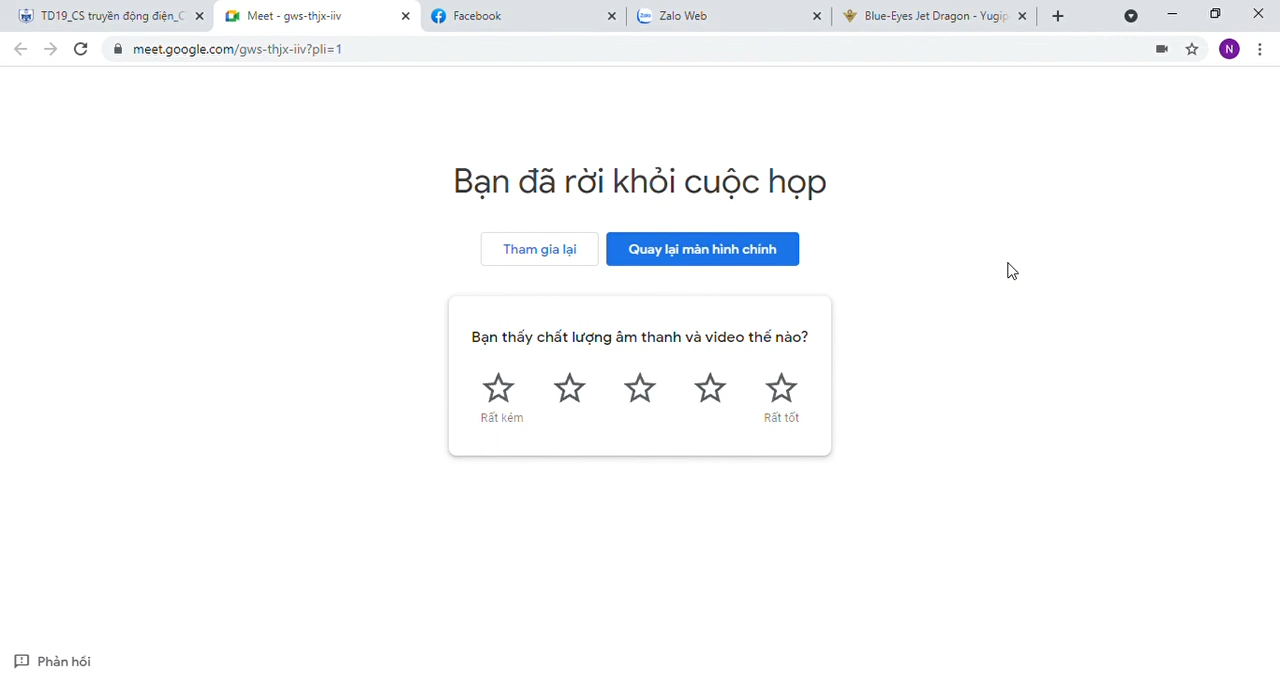 TD19_CS truyền động điện_C
Meet - gws-thjx-iiv
Facebook
Zalo Web
Blue-Eyes Jet Dragon - Yugip
meet.google.com/gws-thjx-iiv?pli=1
N
Bạn đã rời khỏi cuộc họp
Tham gia lại
Quay lại màn hình chính
Bạn thấy chất lượng âm thanh và video thế nào?
Rất kém
Rất tốt
Phản hồi